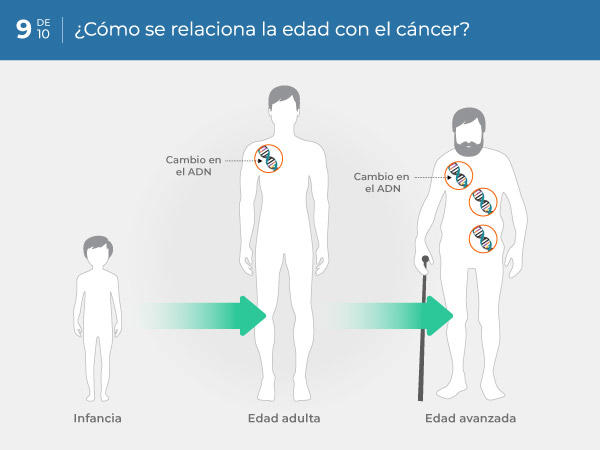 9 DE 10 ¿Cómo se relaciona la edad con el cáncer?
Cambio en
el ADN
Cambio en
el ADN
Infancia
Edad adulta
Edad avanzada